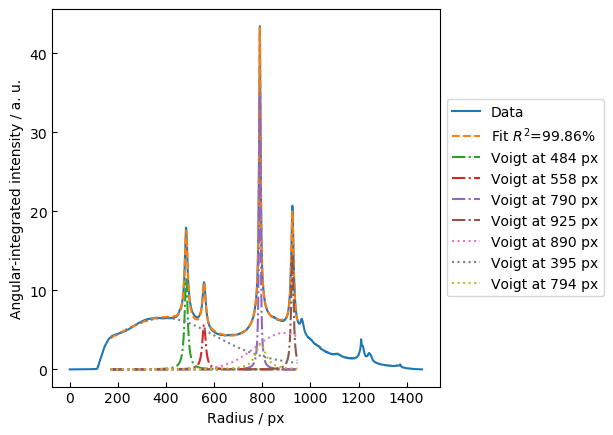 Angular-integrated intensity / a. u.
40
30
20
10
0
0 200 400 600 800 1000 1200 1400
Radius / px
Data
Fit R²=99.86%
Voigt at 484 px
Voigt at 558 px
Voigt at 790 px
Voigt at 925 px
Voigt at 890 px
Voigt at 395 px
Voigt at 794 px